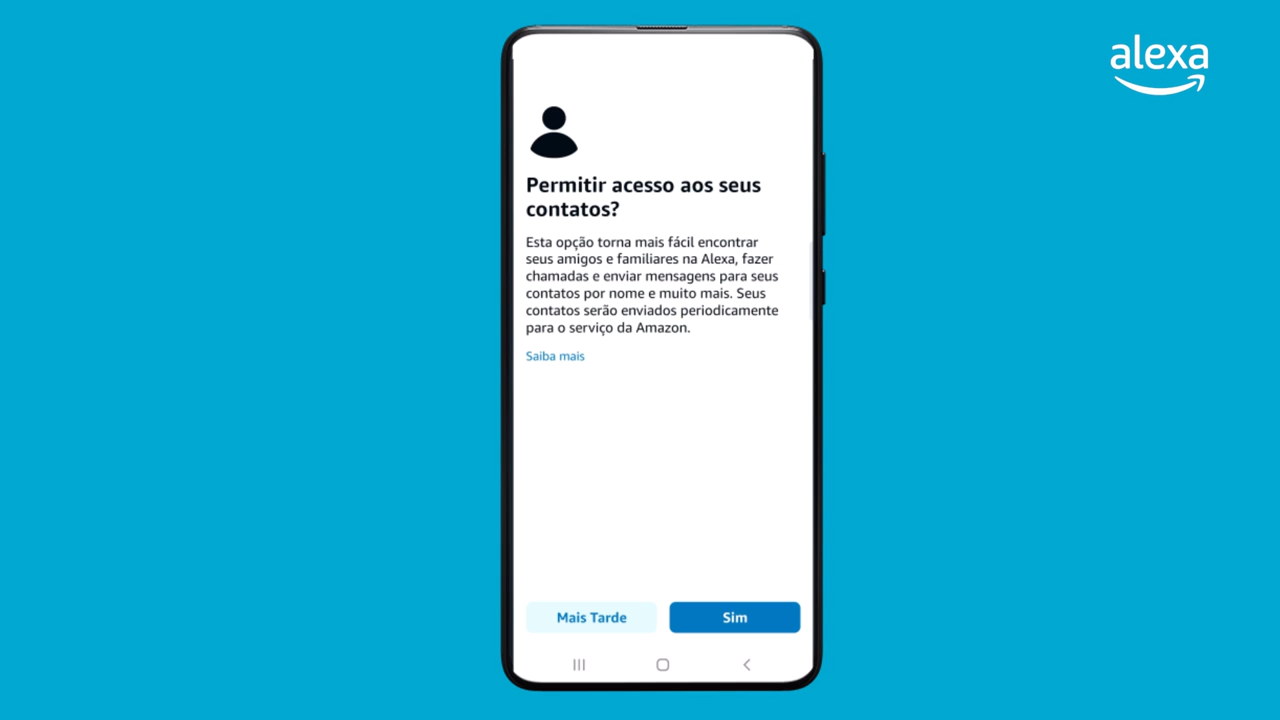 alexa
Permitir acesso aos seus
contatos?
Esta opção torna mais fácil encontrar
seus amigos e familiares na Alexa, fazer
chamadas e enviar mensagens para seus
contatos por nome e muito mais. Seus
contatos serão enviados periodicamente
para o serviço da Amazon.
Saiba mais
Mais Tarde
Sim